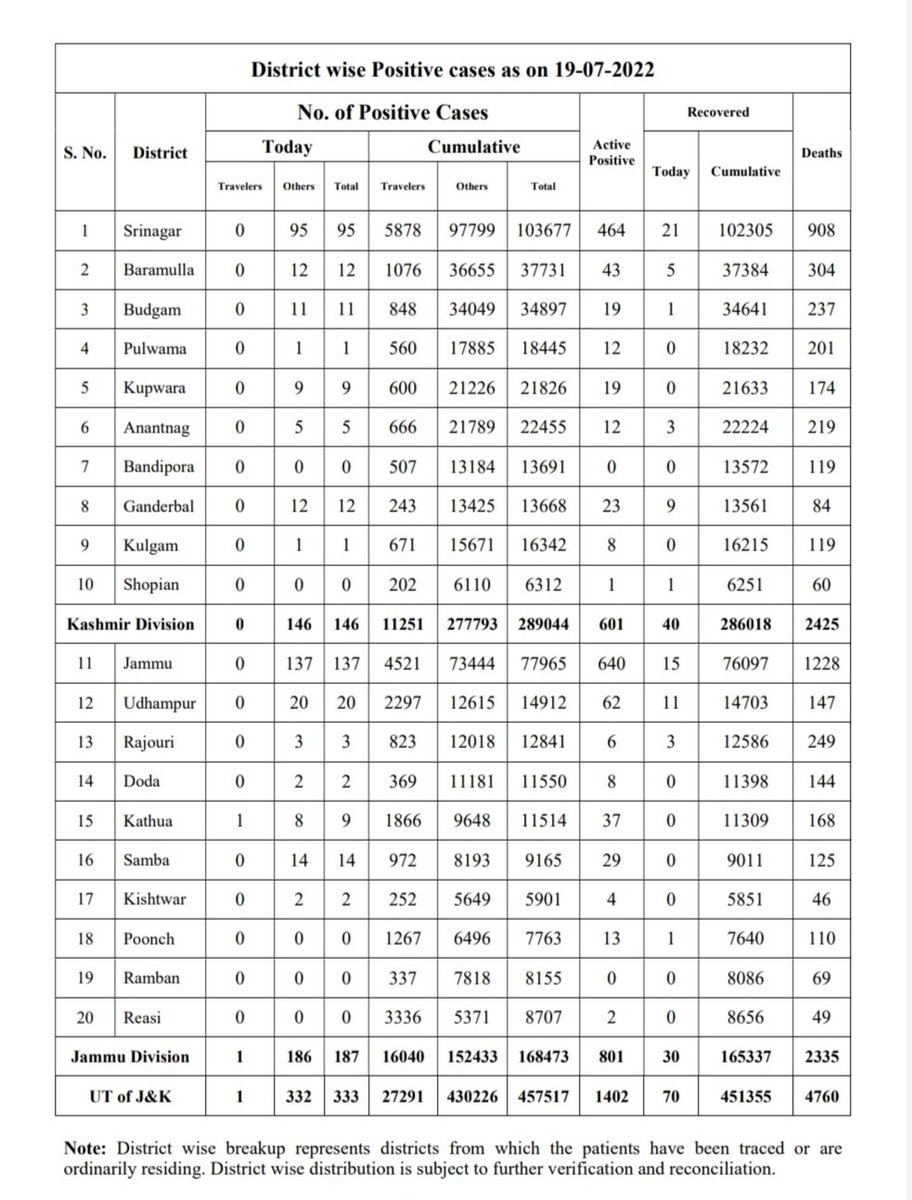 District wise Positive cases as on 19-07-2022
S. No. District No. of Positive Cases Active Positive Recovered Deaths
Today Cumulative Today Cumulative
Travelers Others Total Travelers Others Total
1 Srinagar 0 95 95 5878 97799 103677 464 21 102305 908
2 Baramulla 0 12 12 1076 36655 37731 43 5 37384 304
3 Budgam 0 11 11 848 34049 34897 19 1 34641 237
4 Pulwama 0 1 1 560 17885 18445 12 0 18232 201
5 Kupwara 0 9 9 600 21226 21826 19 0 21633 174
6 Anantnag 0 5 5 666 21789 22455 12 3 22224 219
7 Bandipora 0 0 0 507 13184 13691 0 0 13572 119
8 Ganderbal 0 12 12 243 13425 13668 23 9 13561 84
9 Kulgam 0 1 1 671 15671 16342 8 0 16215 119
10 Shopian 0 0 0 202 6110 6312 1 1 6251 60
Kashmir Division 0 146 146 11251 277793 289044 601 40 286018 2425
11 Jammu 0 137 137 4521 73444 77965 640 15 76097 1228
12 Udhampur 0 20 20 2297 12615 14912 62 11 14703 147
13 Rajouri 0 3 3 823 12018 12841 6 3 12586 249
14 Doda 0 2 2 369 11181 11550 8 0 11398 144
15 Kathua 1 8 9 1866 9648 11514 37 0 11309 168
16 Samba 0 14 14 972 8193 9165 29 0 9011 125
17 Kishtwar 0 2 2 252 5649 5901 4 0 5851 46
18 Poonch 0 0 0 1267 6496 7763 13 1 7640 110
19 Ramban 0 0 0 337 7818 8155 0 0 8086 69
20 Reasi 0 0 0 3336 5371 8707 2 0 8656 49
Jammu Division 1 186 187 16040 152433 168473 801 30 165337 2335
UT of J&K 1 332 333 27291 430226 457517 1402 70 451355 4760
Note: District wise breakup represents districts from which the patients have been traced or are
ordinarily residing. District wise distribution is subject to further verification and reconciliation.